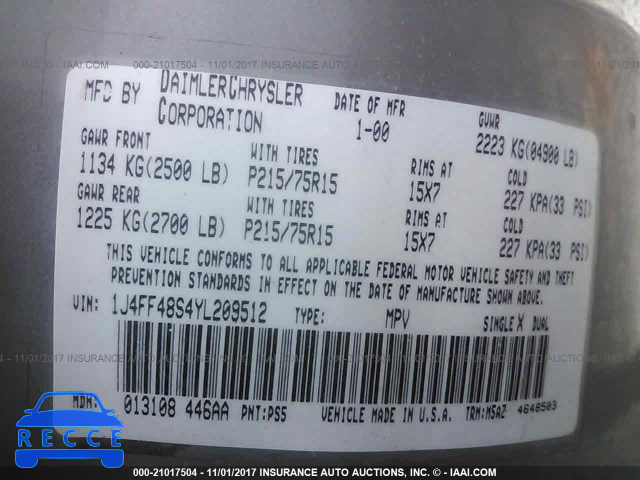 000-21017504 - 11/01/2017 INSURANCE AUTO AUCTIONS, INC. - © IAAI.COM
MFD BY DAIMLERCHRYSLER CORPORATION
DATE OF MFR 1-00
GVWR 2223 KG(04900 LB)
GAWR FRONT WITH TIRES RIMS AT COLD
1134 KG(2500 LB) P215/75R15 15X7 227 KPA(33 PSI)
GAWR REAR WITH TIRES RIMS AT COLD
1225 KG(2700 LB) P215/75R15 15X7 227 KPA(33 PSI)
THIS VEHICLE CONFORMS TO ALL APPLICABLE FEDERAL MOTOR VEHICLE SAFETY AND THEFT
PREVENTION STANDARDS IN EFFECT ON THE DATE OF MANUFACTURE SHOWN ABOVE.
VIN: 1J4FF48S4YL209512 TYPE: MPV SINGLE X DUAL
IAAI
MDH: 013108 446AA PNT:PS5 VEHICLE MADE IN U.S.A. TRM:M5A2 4648503
RECCE
000-21017504 - 11/01/2017 INSURANCE AUTO AUCTIONS, INC. - © IAAI.COM